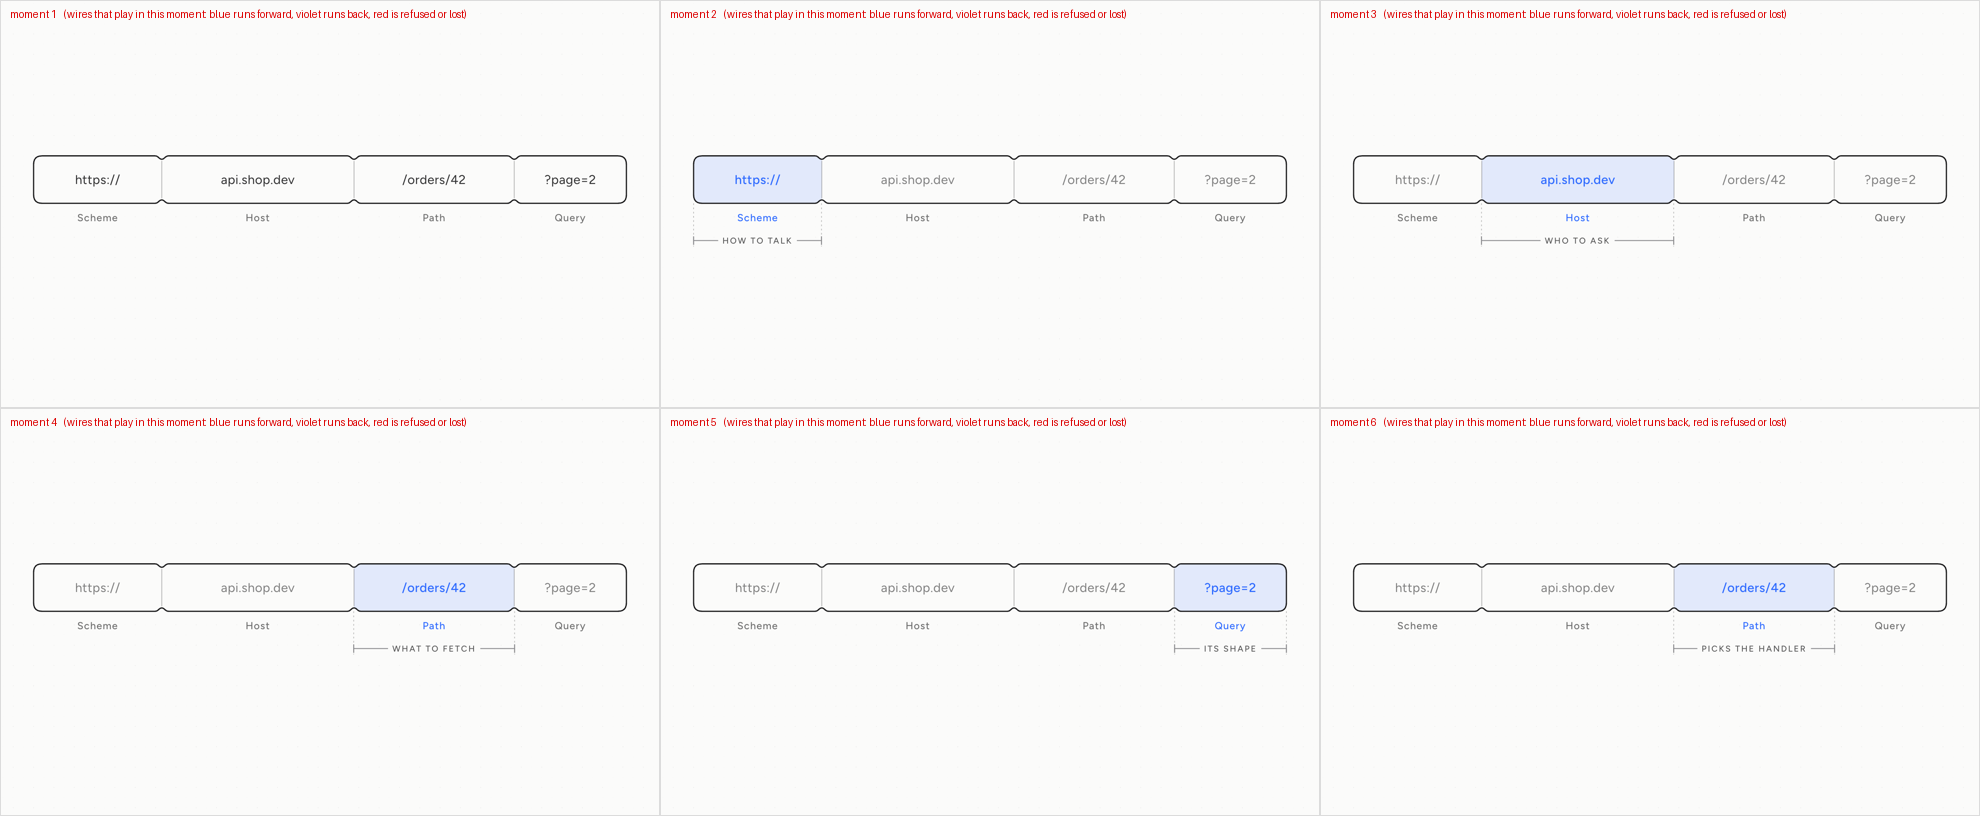 moment 1 (wires that play in this moment: blue runs forward, violet runs back, red is refused or lost)
https:// api.shop.dev /orders/42 ?page=2
Scheme Host Path Query
moment 2 (wires that play in this moment: blue runs forward, violet runs back, red is refused or lost)
https:// api.shop.dev /orders/42 ?page=2
Scheme Host Path Query
HOW TO TALK
moment 3 (wires that play in this moment: blue runs forward, violet runs back, red is refused or lost)
https:// api.shop.dev /orders/42 ?page=2
Scheme Host Path Query
WHO TO ASK
moment 4 (wires that play in this moment: blue runs forward, violet runs back, red is refused or lost)
https:// api.shop.dev /orders/42 ?page=2
Scheme Host Path Query
WHAT TO FETCH
moment 5 (wires that play in this moment: blue runs forward, violet runs back, red is refused or lost)
https:// api.shop.dev /orders/42 ?page=2
Scheme Host Path Query
ITS SHAPE
moment 6 (wires that play in this moment: blue runs forward, violet runs back, red is refused or lost)
https:// api.shop.dev /orders/42 ?page=2
Scheme Host Path Query
PICKS THE HANDLER